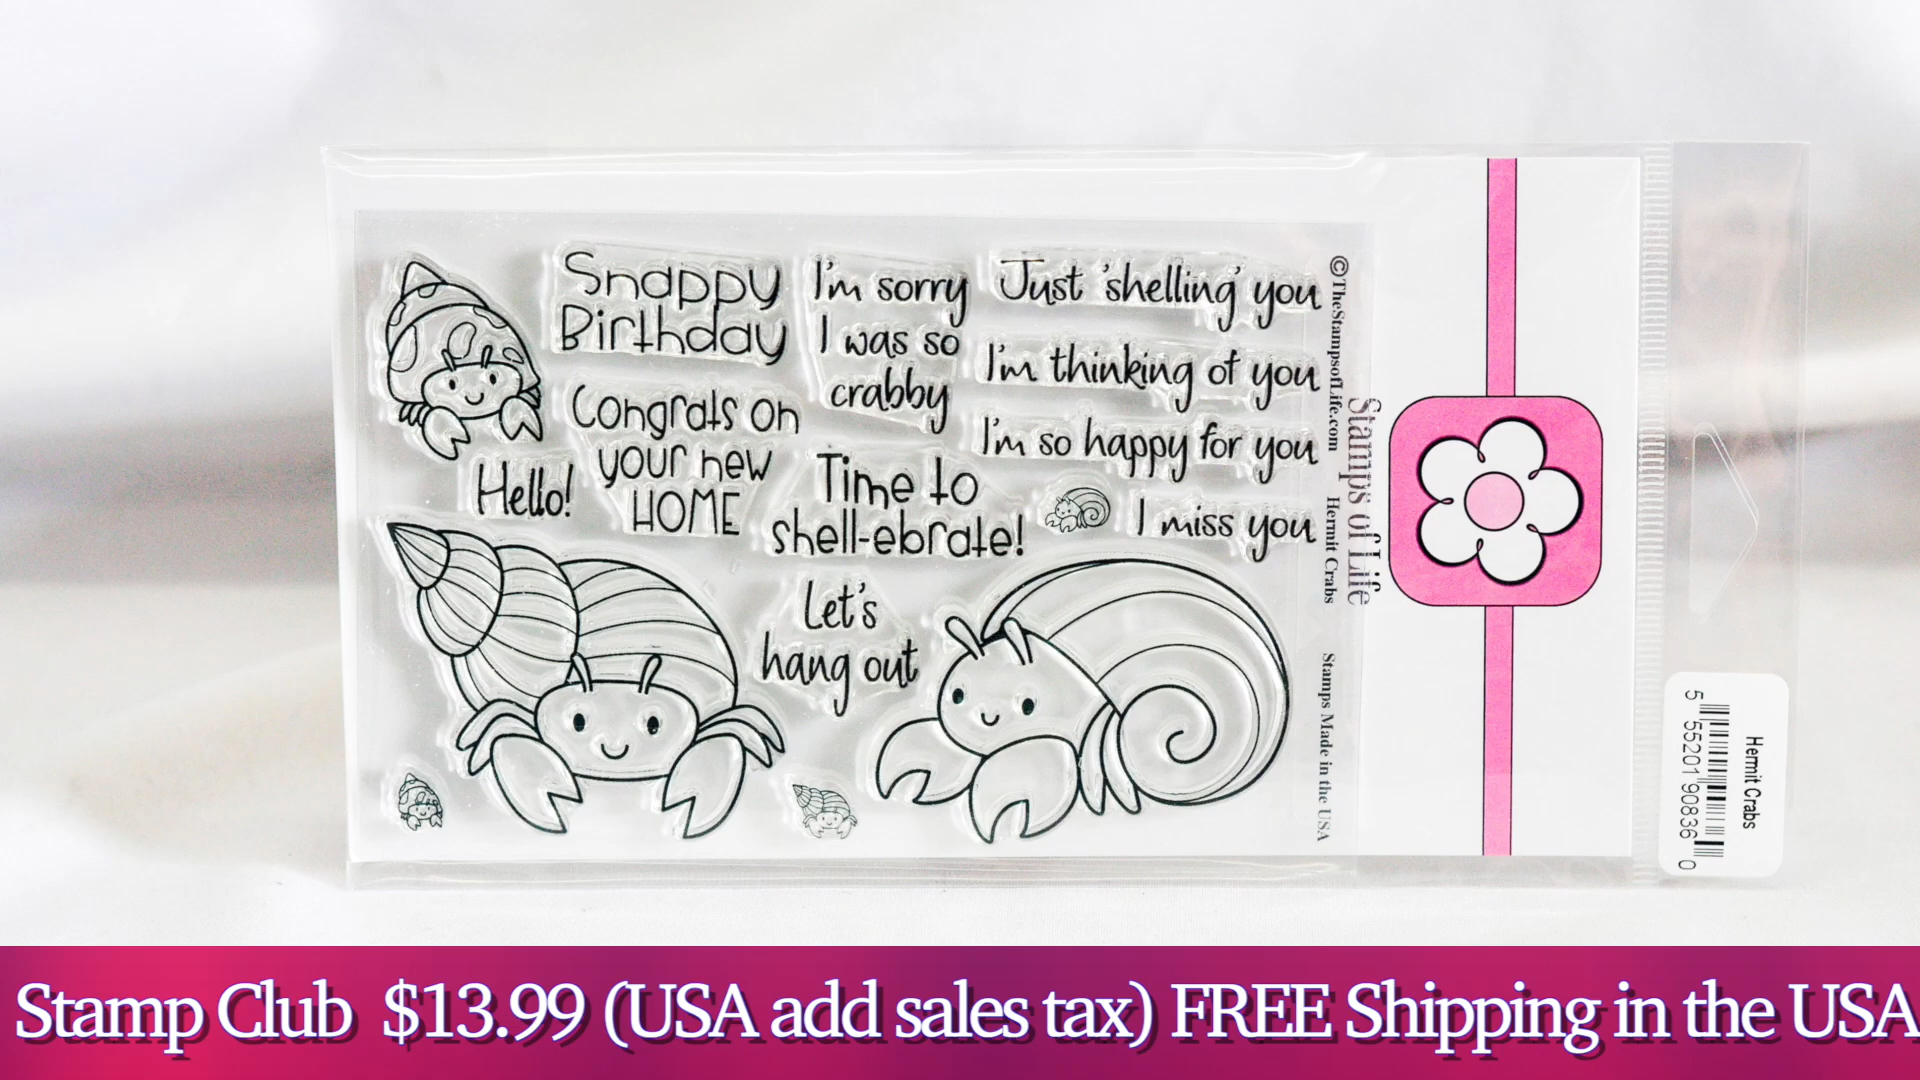 Snappy
Birthday
I'm sorry
I was so
crabby
Just 'shelling' you
I'm thinking of you
I'm so happy for you
I miss you
Congrats on
your new
HOME
Hello!
Time to
shell-ebrate!
Let's
hang out
©TheStampsofLife.com Hermit Crabs Stamps Made in the USA
Stamps of Life
Hermit Crabs
5 55201 90836 0
Stamp Club $13.99 (USA add sales tax) FREE Shipping in the USA